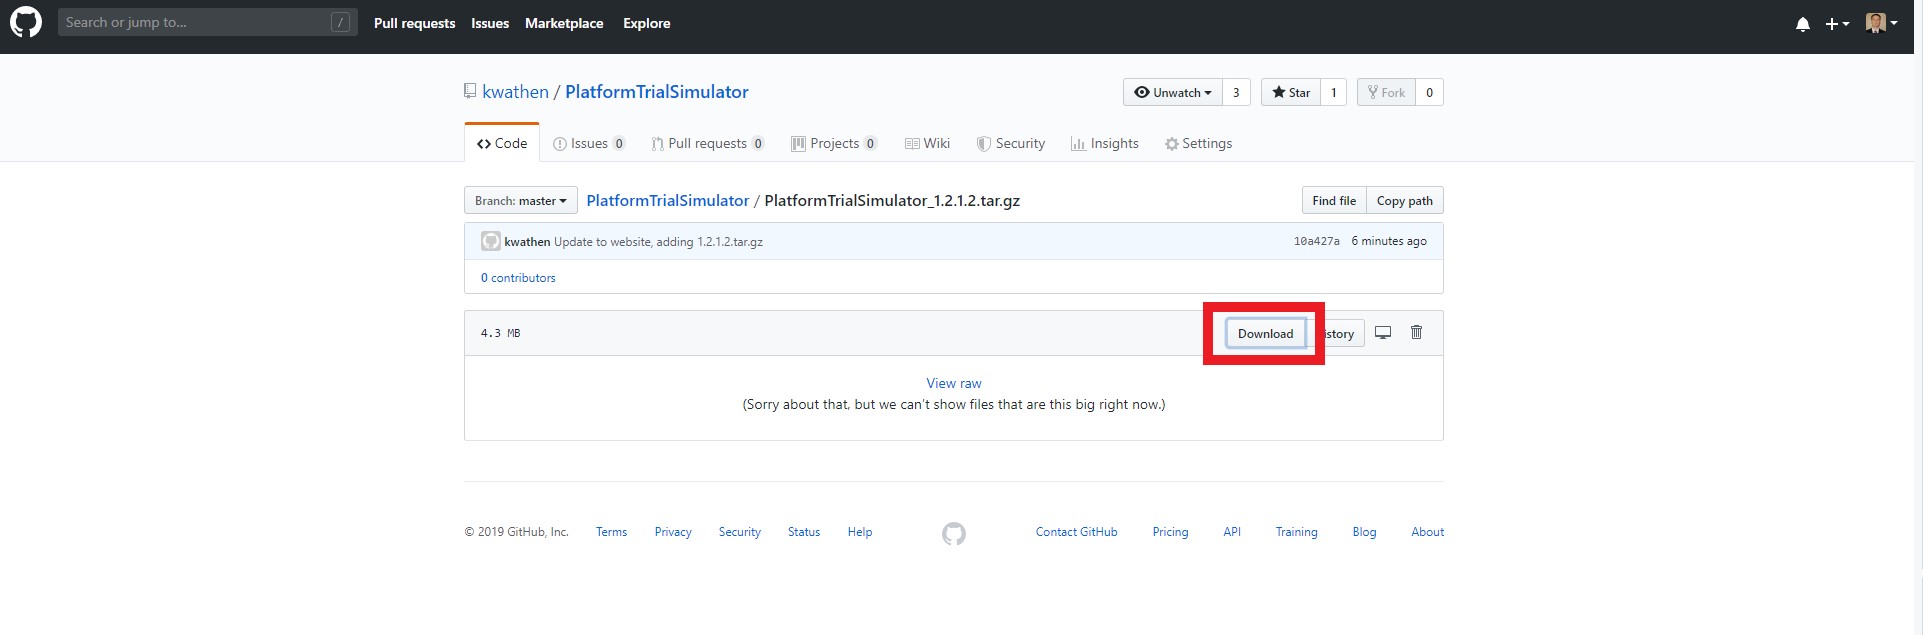 Search or jump to... /
Pull requests Issues Marketplace Explore
kwathen / PlatformTrialSimulator
Unwatch 3 Star 1 Fork 0
Code Issues 0 Pull requests 0 Projects 0 Wiki Security Insights Settings
Branch: master PlatformTrialSimulator / PlatformTrialSimulator_1.2.1.2.tar.gz Find file Copy path
kwathen Update to website, adding 1.2.1.2.tar.gz 10a427a 6 minutes ago
0 contributors
4.3 MB Download istory
View raw
(Sorry about that, but we can't show files that are this big right now.)
© 2019 GitHub, Inc. Terms Privacy Security Status Help Contact GitHub Pricing API Training Blog About